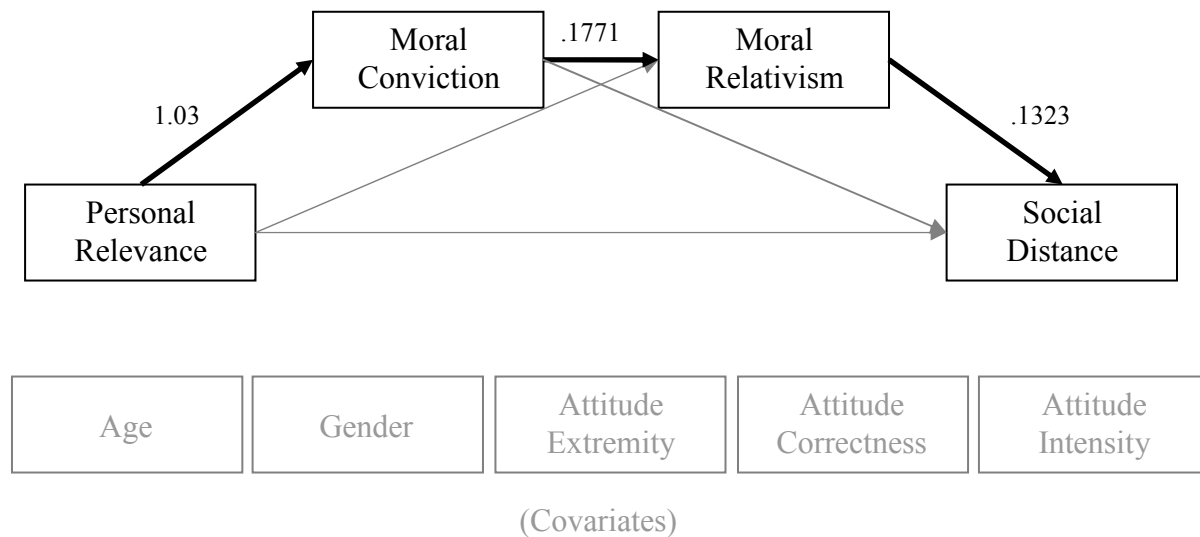 Moral
Conviction
.1771
Moral
Relativism
1.03
.1323
Personal
Relevance
Social
Distance
Age
Gender
Attitude
Extremity
Attitude
Correctness
Attitude
Intensity
(Covariates)